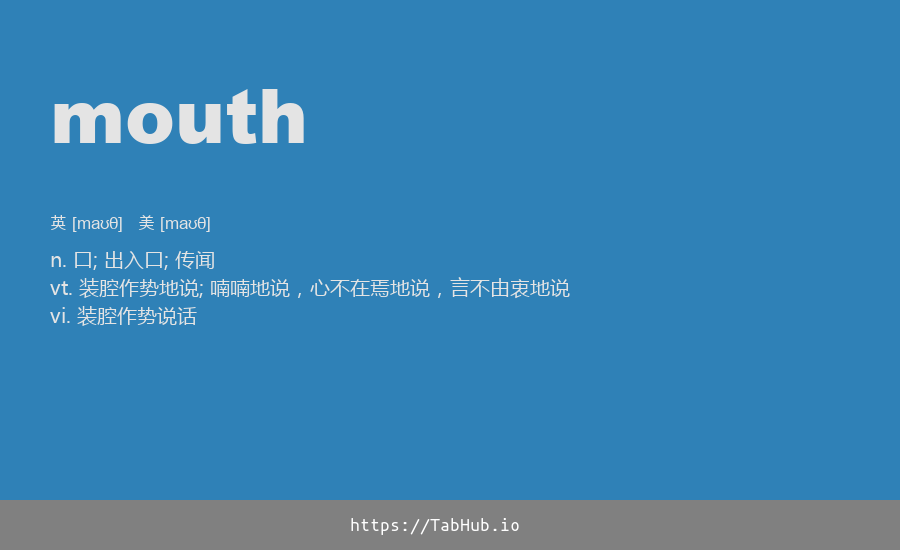 mouth
英 [maʊθ] 美 [maʊθ]
n. 口; 出入口; 传闻
vt. 装腔作势地说; 喃喃地说，心不在焉地说，言不由衷地说
vi. 装腔作势说话
https://TabHub.io